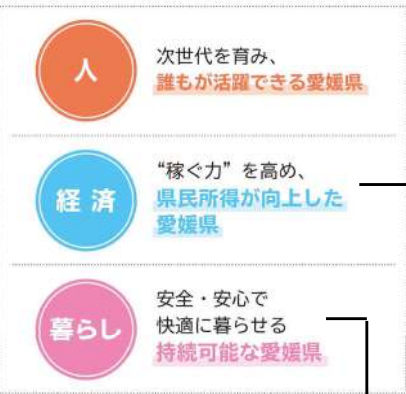 人
次世代を育み、
誰もが活躍できる愛媛県
経済
“稼ぐ力”を高め、
県民所得が向上した
愛媛県
暮らし
安全・安心で
快適に暮らせる
持続可能な愛媛県